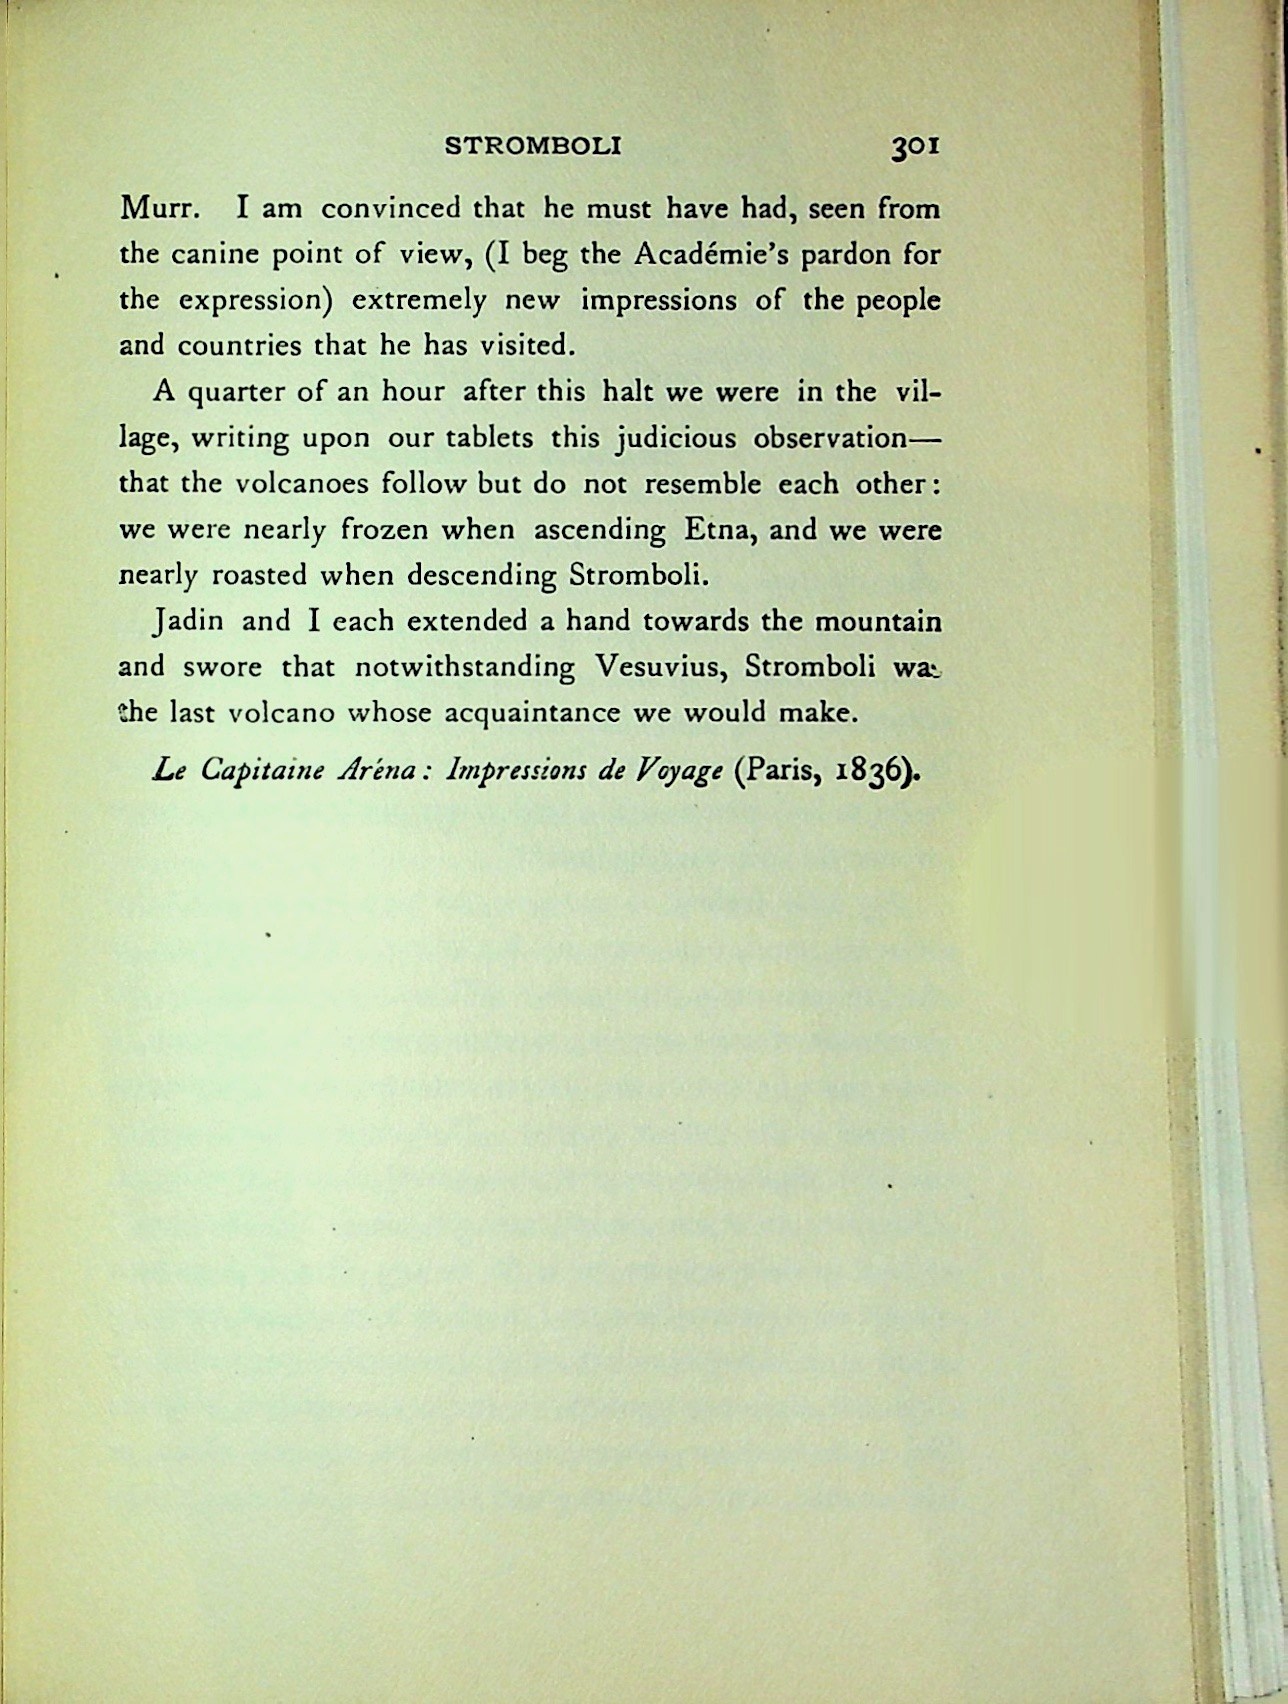 STROMBOLI 301
Murr. I am convinced that he must have had, seen from
the canine point of view, (I beg the Académie's pardon for
the expression) extremely new impressions of the people
and countries that he has visited.
A quarter of an hour after this halt we were in the vil-
lage, writing upon our tablets this judicious observation—
that the volcanoes follow but do not resemble each other:
we were nearly frozen when ascending Etna, and we were
nearly roasted when descending Stromboli.
Jadin and I each extended a hand towards the mountain
and swore that notwithstanding Vesuvius, Stromboli was
the last volcano whose acquaintance we would make.
Le Capitaine Aréna: Impressions de Voyage (Paris, 1836).